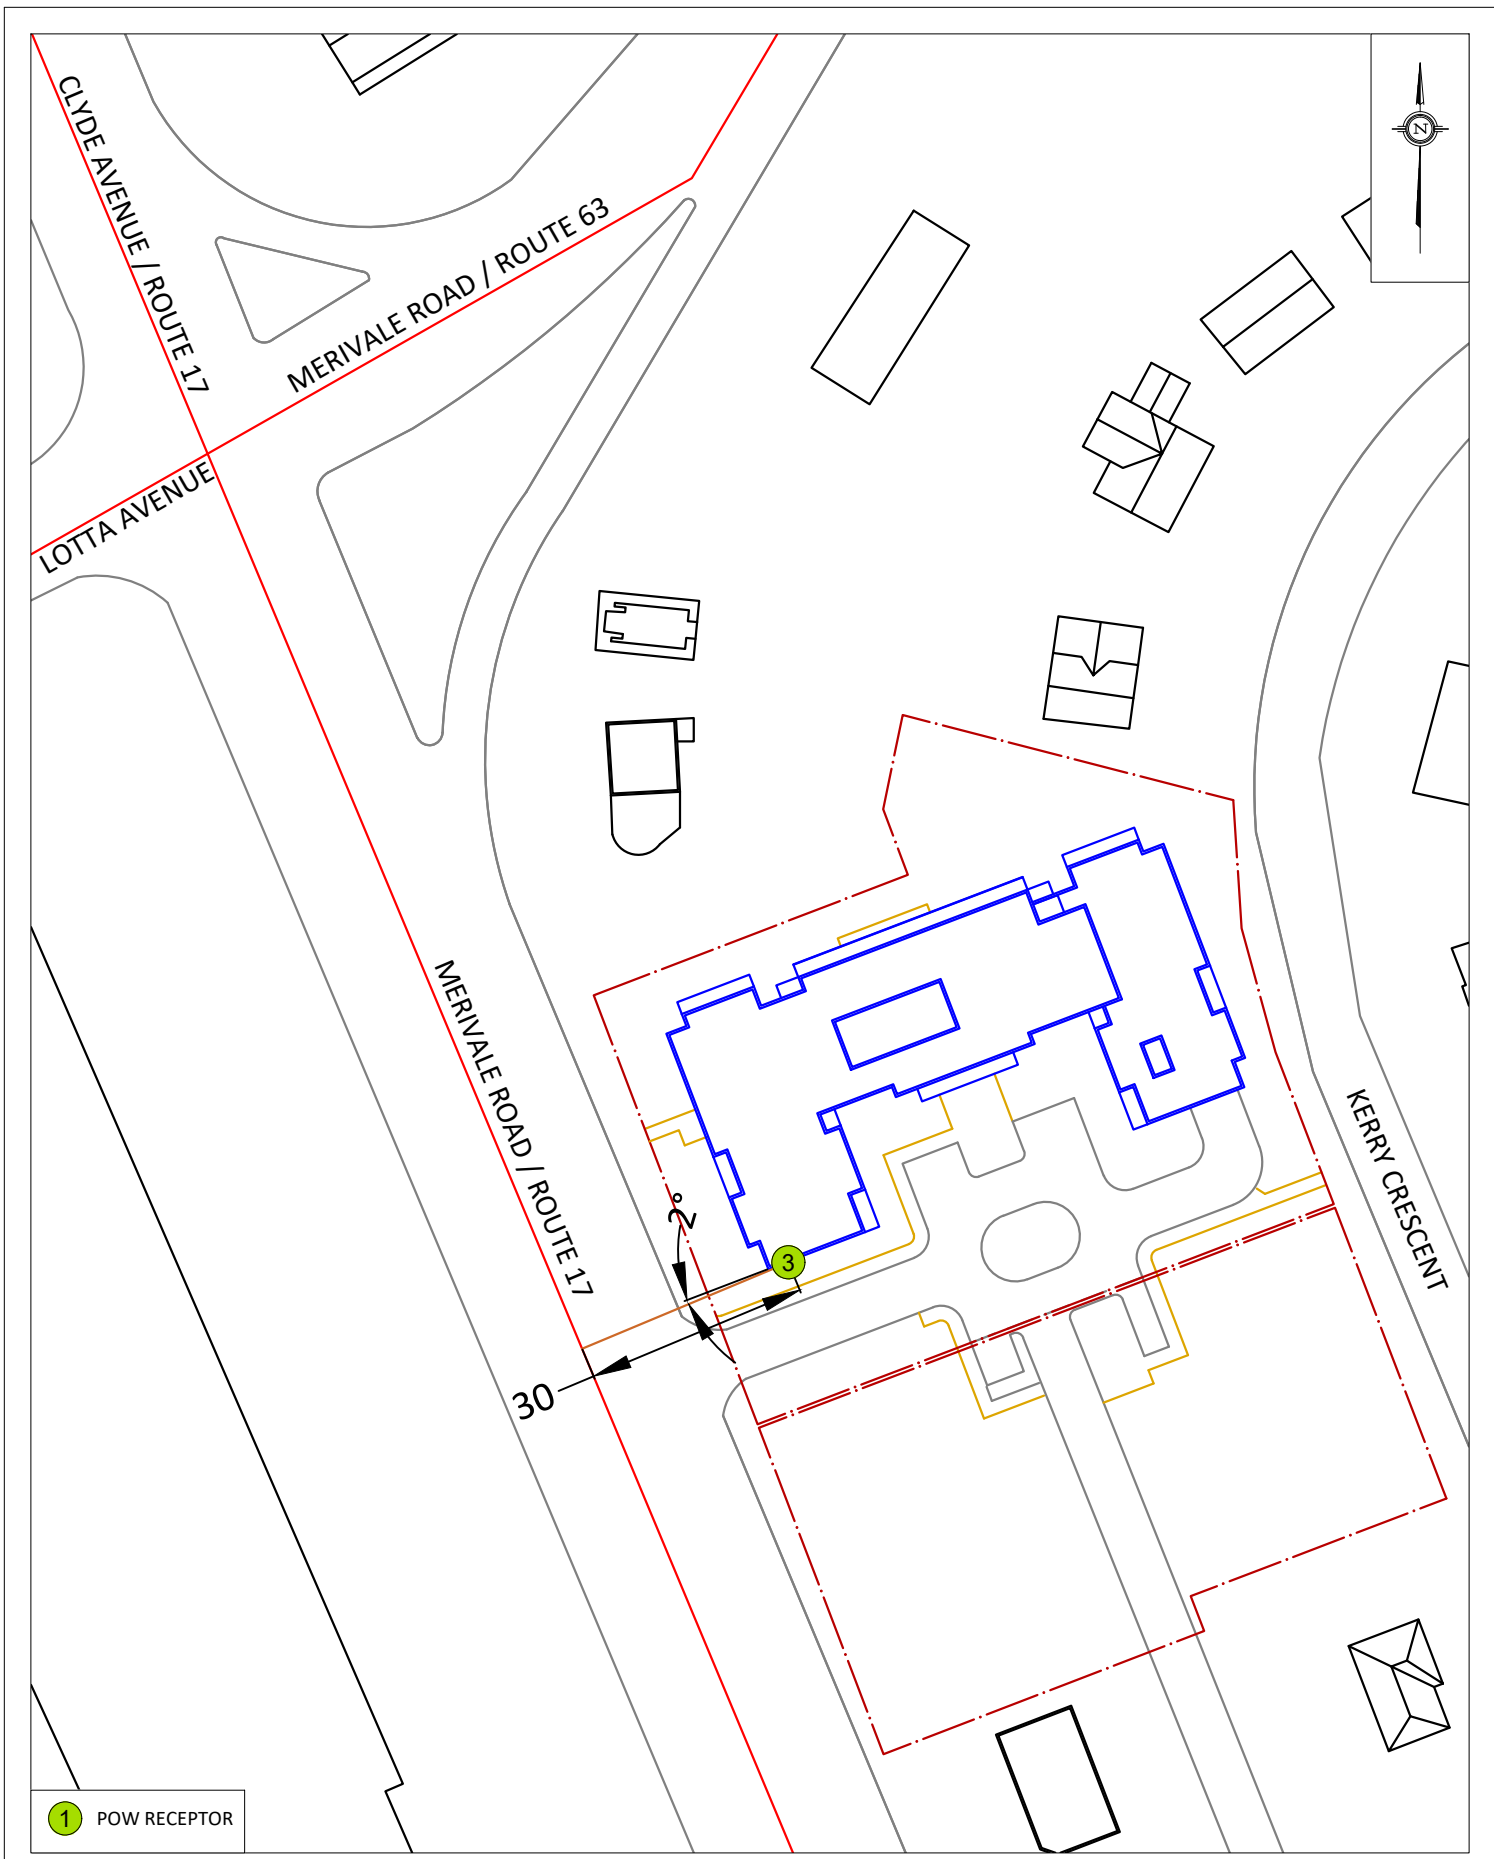 CLYDE AVENUE / ROUTE 17
N
MERIVALE ROAD / ROUTE 63
LOTTA AVENUE
MERIVALE ROAD / ROUTE 17
KERRY CRESCENT
2°
3
30
1 POW RECEPTOR